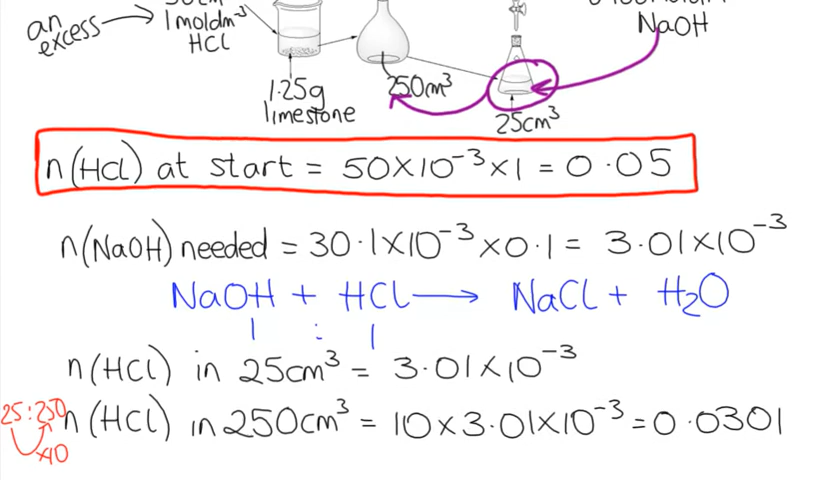 an excess
1moldm³
HCl
NaOH
1.25g
limestone
250cm³
25cm³
n(HCl) at start = 50×10⁻³×1 = 0.05
n(NaOH) needed = 30.1×10⁻³×0.1 = 3.01×10⁻³
NaOH + HCl → NaCl + H₂O
1 : 1
n(HCl) in 25cm³ = 3.01×10⁻³
25:250
n(HCl) in 250cm³ = 10×3.01×10⁻³ = 0.0301
×10